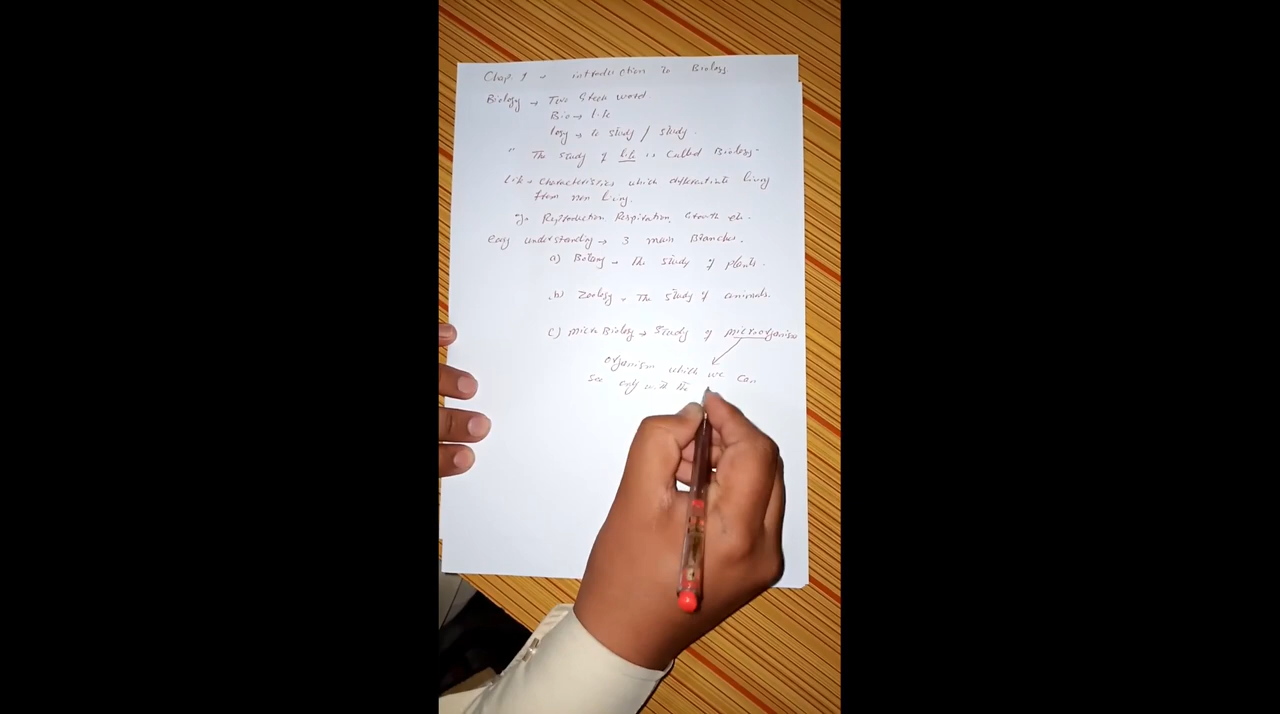 Chap: 1 → introduction to Biology.
Biology → Two Greek word
Bio → life
logy → to study / study.
" The study of life is called Biology"
Life → characteristics which differentiate living
from non living.
eg → Reproduction Respiration, Growth etc.
easy understanding → 3 main Branches.
a) Botany → the study of plants.
b) Zoology → The study of animals.
c) MicroBiology → Study of microorganism
organism which we can
see only with the